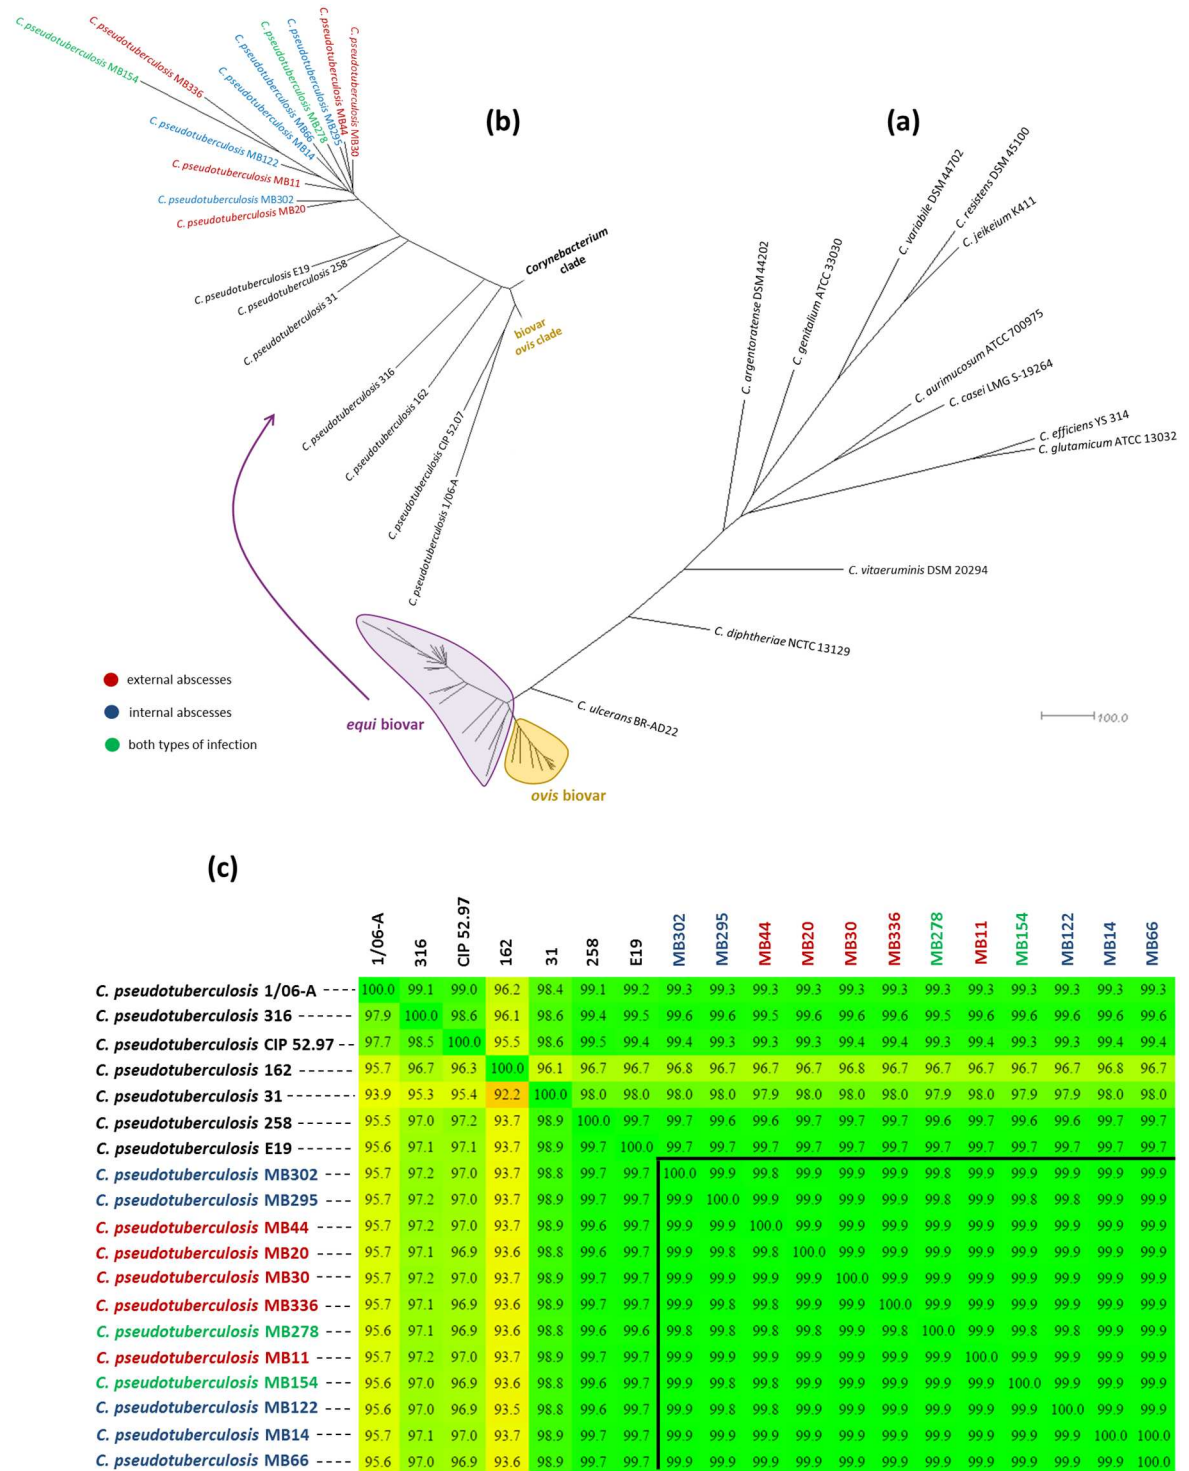 (b)
(a)
C. pseudotuberculosis MB154
C. pseudotuberculosis MB336
C. pseudotuberculosis MB122
C. pseudotuberculosis MB14
C. pseudotuberculosis MB66
C. pseudotuberculosis MB278
C. pseudotuberculosis MB295
C. pseudotuberculosis MB44
C. pseudotuberculosis MB30
C. pseudotuberculosis MB11
C. pseudotuberculosis MB302
C. pseudotuberculosis MB20
C. pseudotuberculosis E19
C. pseudotuberculosis 258
C. pseudotuberculosis 31
C. pseudotuberculosis 316
C. pseudotuberculosis 162
C. pseudotuberculosis CIP 52.07
C. pseudotuberculosis 1/06-A
Corynebacterium
clade
biovar
ovis clade
C. argentoratense DSM 44202
C. genitalium ATCC 33030
C. variabile DSM 44702
C. resistens DSM 45100
C. jeikeium K411
C. aurimucosum ATCC 700975
C. casei LMG S-19264
C. efficiens YS 314
C. glutamicum ATCC 13032
C. vitaeruminis DSM 20294
C. diphtheriae NCTC 13129
C. ulcerans BR-AD22
100.0
external abscesses
internal abscesses
both types of infection
equi biovar
ovis biovar
(c)
1/06-A 316 CIP 52.97 162 31 258 E19 MB302 MB295 MB44 MB20 MB30 MB336 MB278 MB11 MB154 MB122 MB14 MB66
C. pseudotuberculosis 1/06-A ---- 100.0 99.1 99.0 96.2 98.4 99.1 99.2 99.3 99.3 99.3 99.3 99.3 99.3 99.3 99.3 99.3 99.3 99.3 99.3
C. pseudotuberculosis 316 ------ 97.9 100.0 98.6 96.1 98.6 99.4 99.5 99.6 99.6 99.5 99.6 99.6 99.6 99.5 99.6 99.6 99.6 99.6 99.6
C. pseudotuberculosis CIP 52.97 -- 97.7 98.5 100.0 95.5 98.6 99.5 99.4 99.4 99.3 99.3 99.3 99.4 99.4 99.3 99.4 99.3 99.3 99.4 99.4
C. pseudotuberculosis 162 ------ 95.7 96.7 96.3 100.0 96.1 96.7 96.7 96.8 96.7 96.7 96.7 96.8 96.7 96.7 96.7 96.7 96.7 96.8 96.7
C. pseudotuberculosis 31 ------- 93.9 95.3 95.4 92.2 100.0 98.0 98.0 98.0 98.0 97.9 98.0 98.0 98.0 97.9 98.0 97.9 97.9 98.0 98.0
C. pseudotuberculosis 258 ------ 95.5 97.0 97.2 93.7 98.9 100.0 99.7 99.7 99.6 99.6 99.7 99.7 99.7 99.6 99.7 99.6 99.6 99.7 99.7
C. pseudotuberculosis E19 ------ 95.6 97.1 97.1 93.7 98.9 99.7 100.0 99.7 99.7 99.7 99.7 99.7 99.7 99.7 99.7 99.7 99.7 99.7 99.7
C. pseudotuberculosis MB302 ---- 95.7 97.2 97.0 93.7 98.8 99.7 99.7 100.0 99.9 99.8 99.9 99.9 99.9 99.8 99.9 99.9 99.9 99.9 99.9
C. pseudotuberculosis MB295 ---- 95.7 97.2 97.0 93.7 98.9 99.7 99.7 99.9 100.0 99.9 99.9 99.9 99.9 99.8 99.9 99.8 99.8 99.9 99.9
C. pseudotuberculosis MB44 ---- 95.7 97.2 97.0 93.7 98.9 99.6 99.7 99.9 99.9 100.0 99.9 99.9 99.9 99.9 99.9 99.9 99.9 99.9 99.9
C. pseudotuberculosis MB20 ---- 95.7 97.1 96.9 93.6 98.8 99.6 99.7 99.9 99.8 99.8 100.0 99.9 99.9 99.9 99.9 99.9 99.9 99.9 99.9
C. pseudotuberculosis MB30 ---- 95.7 97.2 97.0 93.7 98.9 99.7 99.7 99.9 99.9 99.9 99.9 100.0 99.9 99.9 99.9 99.9 99.9 99.9 99.9
C. pseudotuberculosis MB336 --- 95.7 97.1 96.9 93.6 98.9 99.7 99.7 99.9 99.8 99.8 99.9 99.9 100.0 99.9 99.9 99.9 99.9 99.9 99.9
C. pseudotuberculosis MB278 --- 95.6 97.1 96.9 93.6 98.8 99.6 99.6 99.8 99.8 99.8 99.8 99.9 99.8 100.0 99.9 99.8 99.8 99.9 99.9
C. pseudotuberculosis MB11 ---- 95.7 97.2 97.0 93.7 98.9 99.7 99.7 99.9 99.9 99.9 99.9 99.9 99.9 99.9 100.0 99.9 99.9 99.9 99.9
C. pseudotuberculosis MB154 --- 95.6 97.0 96.9 93.6 98.8 99.6 99.7 99.9 99.8 99.8 99.9 99.9 99.9 99.9 99.9 100.0 99.9 99.9 99.9
C. pseudotuberculosis MB122 --- 95.6 97.0 96.9 93.5 98.8 99.6 99.7 99.9 99.8 99.8 99.9 99.9 99.9 99.9 99.9 99.9 100.0 99.9 99.9
C. pseudotuberculosis MB14 ---- 95.7 97.1 97.0 93.7 98.9 99.7 99.7 99.9 99.9 99.9 99.9 99.9 99.9 99.9 99.9 99.9 99.9 100.0 100.0
C. pseudotuberculosis MB66 ---- 95.6 97.0 96.9 93.6 98.9 99.7 99.7 99.9 99.9 99.9 99.9 99.9 99.9 99.9 99.9 99.9 99.9 99.9 100.0